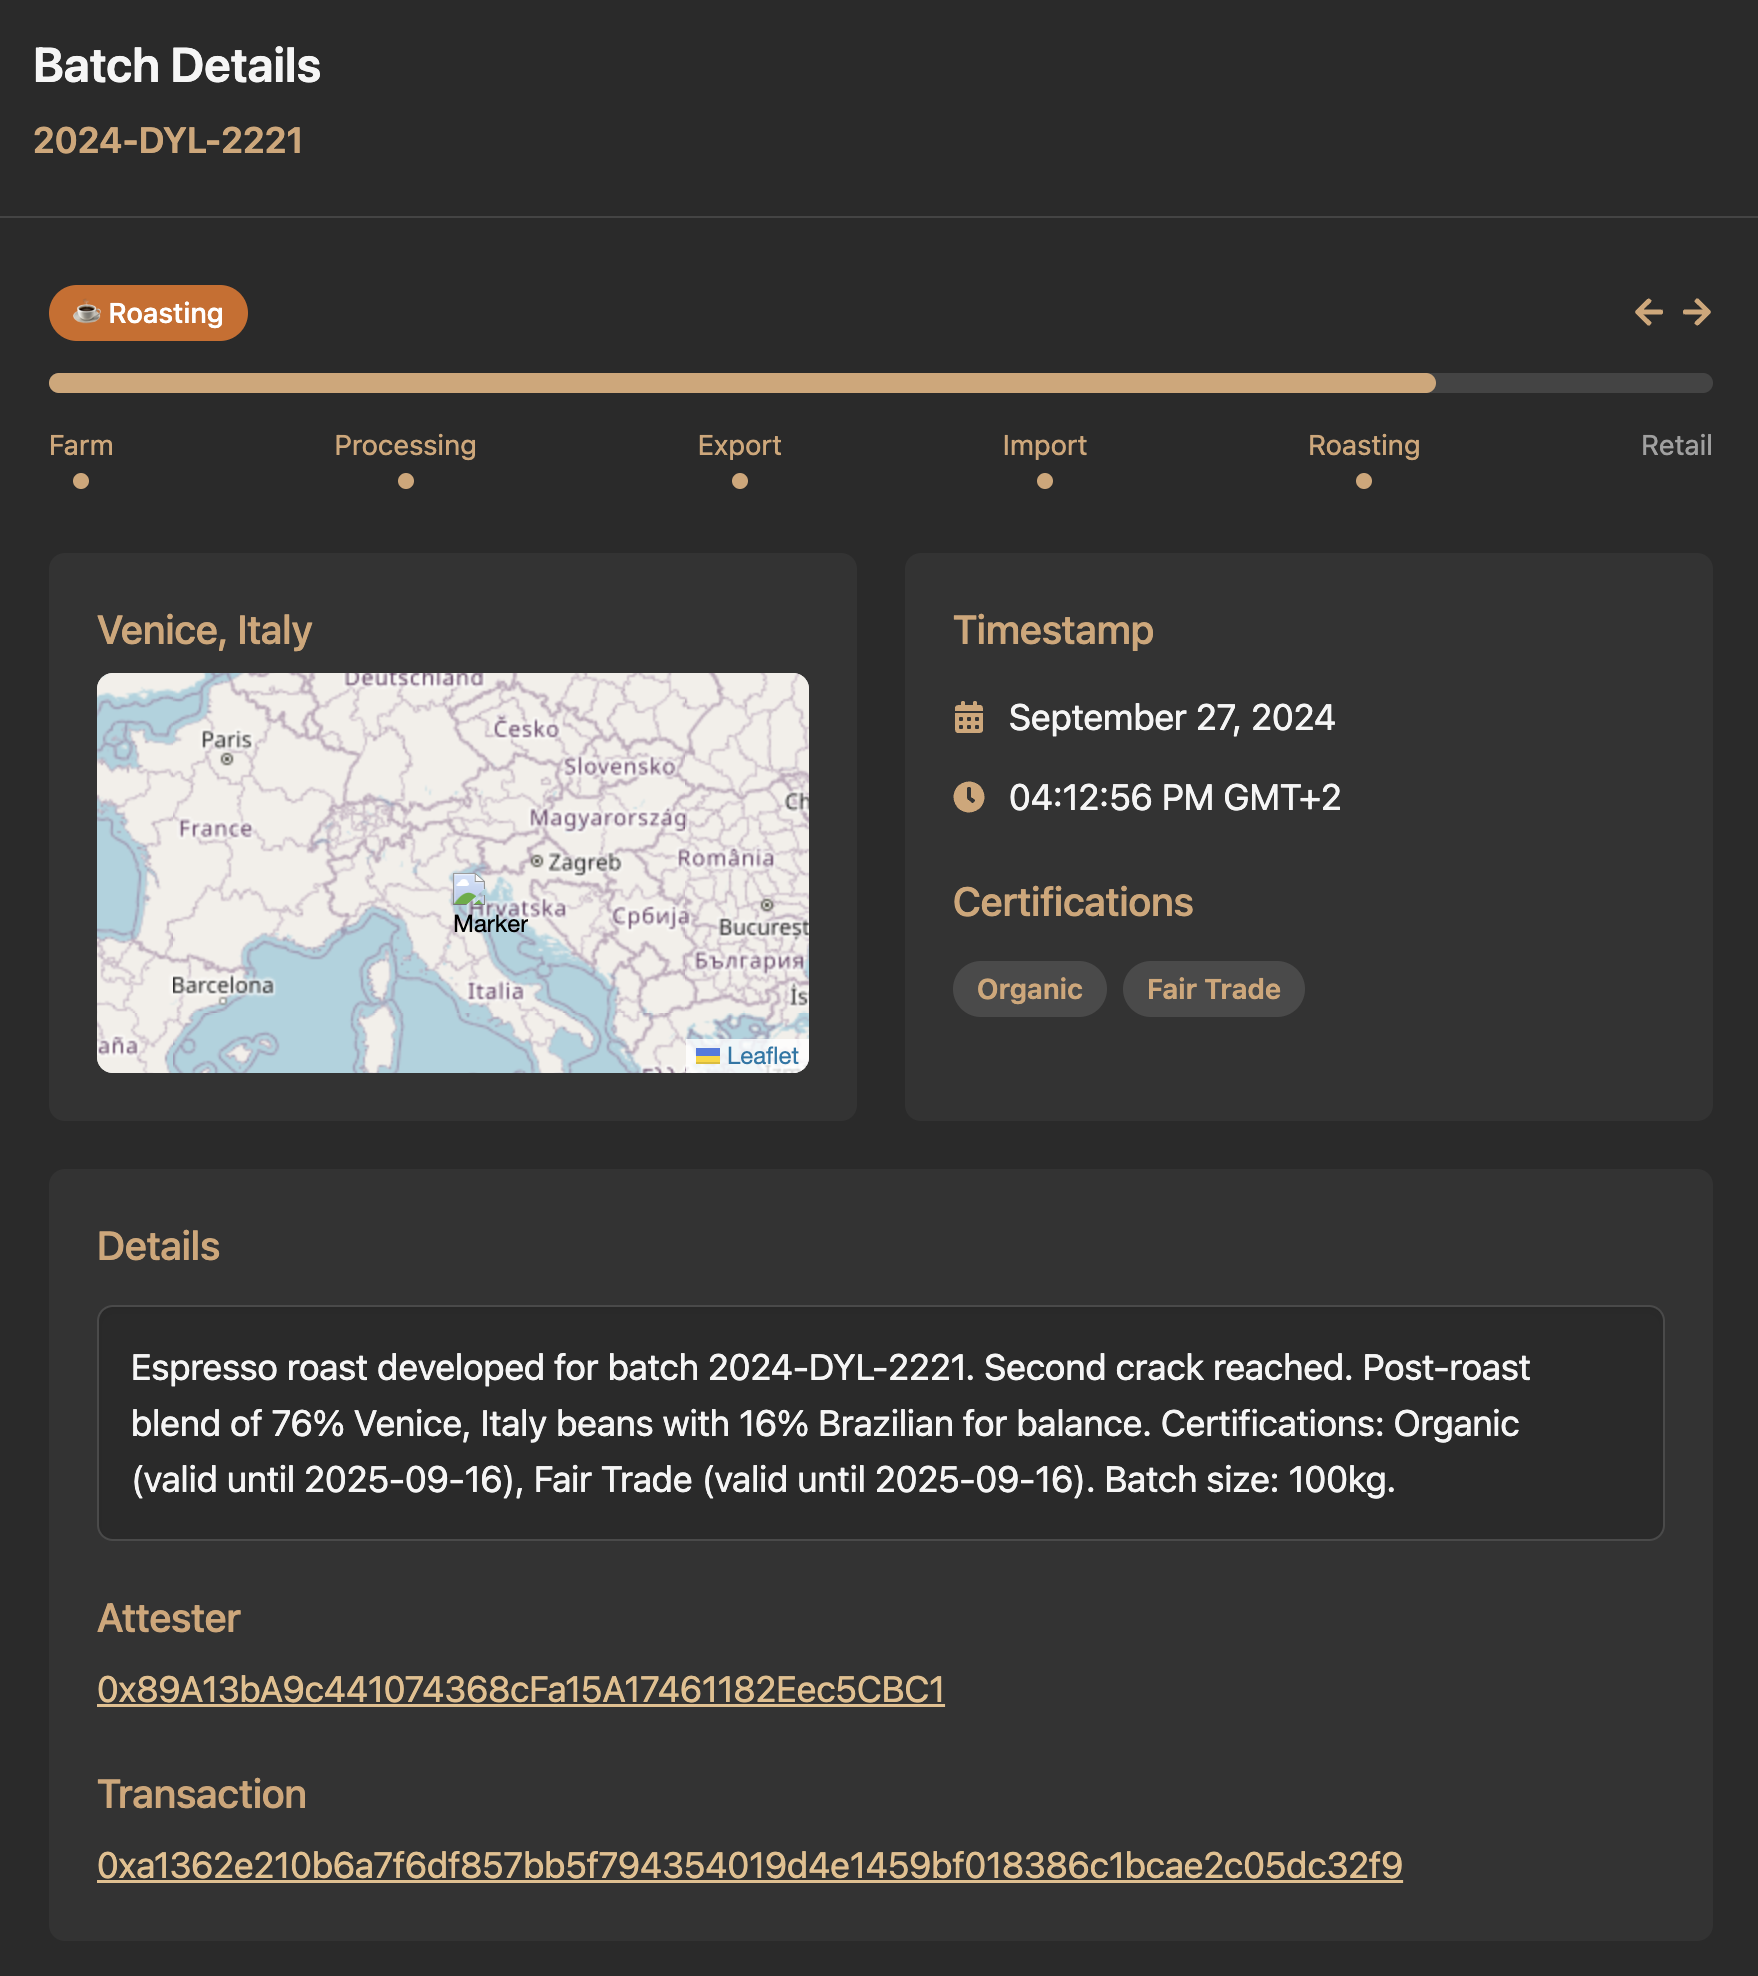 Batch Details
2024-DYL-2221
☕ Roasting
Farm Processing Export Import Roasting Retail
Venice, Italy
Deutschland
Česko
Paris
Slovensko
Magyarország
France
Zagreb
România
Hrvatska
Србија
Marker
București
България
Barcelona
Italia
Leaflet
Timestamp
September 27, 2024
04:12:56 PM GMT+2
Certifications
Organic Fair Trade
Details
Espresso roast developed for batch 2024-DYL-2221. Second crack reached. Post-roast
blend of 76% Venice, Italy beans with 16% Brazilian for balance. Certifications: Organic
(valid until 2025-09-16), Fair Trade (valid until 2025-09-16). Batch size: 100kg.
Attester
0x89A13bA9c441074368cFa15A17461182Eec5CBC1
Transaction
0xa1362e210b6a7f6df857bb5f794354019d4e1459bf018386c1bcae2c05dc32f9